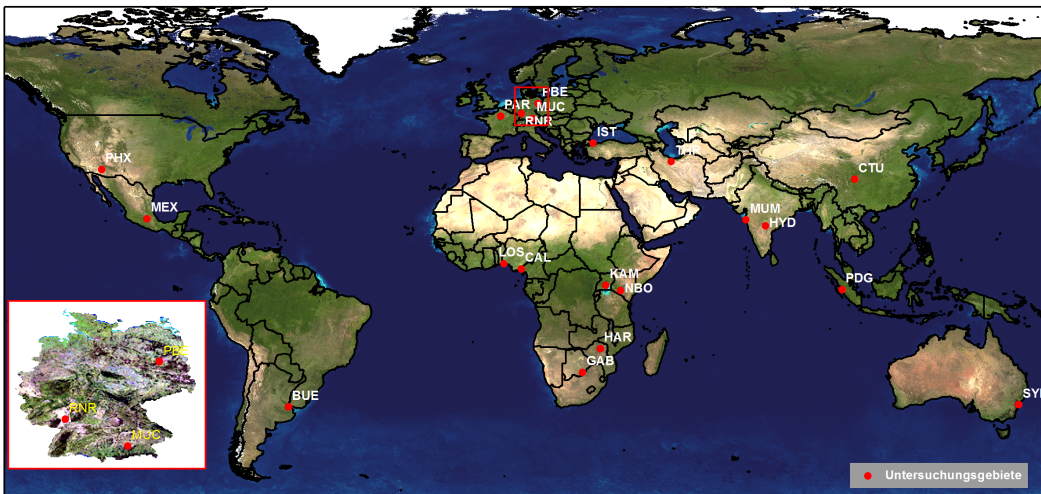 PBE
PAR
MUC
RNR
IST
THR
PHX
CTU
MEX
MUM
HYD
LOS
CAL
KAM
NBO
PDG
HAR
GAB
BUE
SYD
PBE
RNR
MUC
Untersuchungsgebiete